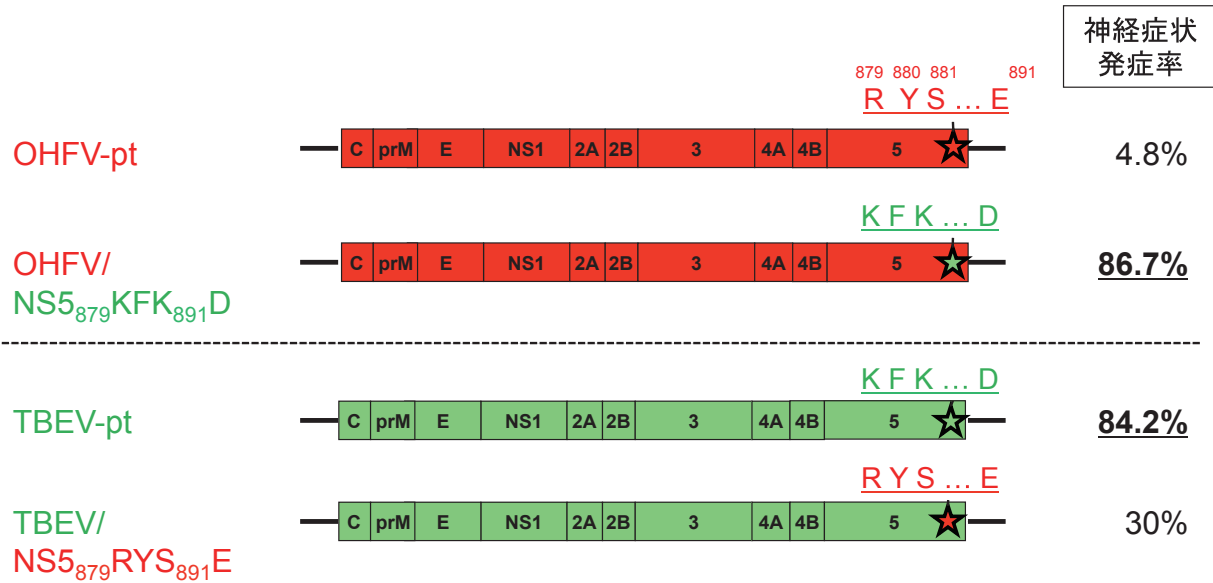 神経症状
発症率
879 880 881 891
R Y S ... E
OHFV-pt
C prM E NS1 2A 2B 3 4A 4B 5
4.8%
K F K ... D
OHFV/
NS5₈₇₉KFK₈₉₁D
C prM E NS1 2A 2B 3 4A 4B 5
86.7%
K F K ... D
TBEV-pt
C prM E NS1 2A 2B 3 4A 4B 5
84.2%
R Y S ... E
TBEV/
NS5₈₇₉RYS₈₉₁E
C prM E NS1 2A 2B 3 4A 4B 5
30%